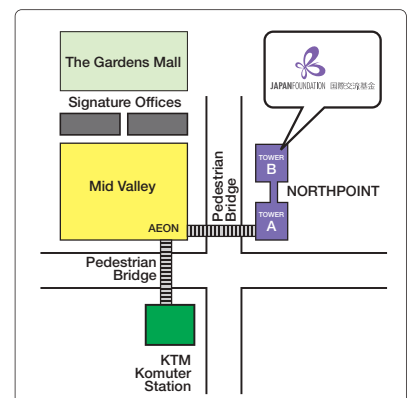 The Gardens Mall
Signature Offices
JAPANFOUNDATION 国際交流基金
Mid Valley
AEON
Pedestrian
Bridge
TOWER
B
NORTHPOINT
TOWER
A
Pedestrian
Bridge
KTM
Komuter
Station